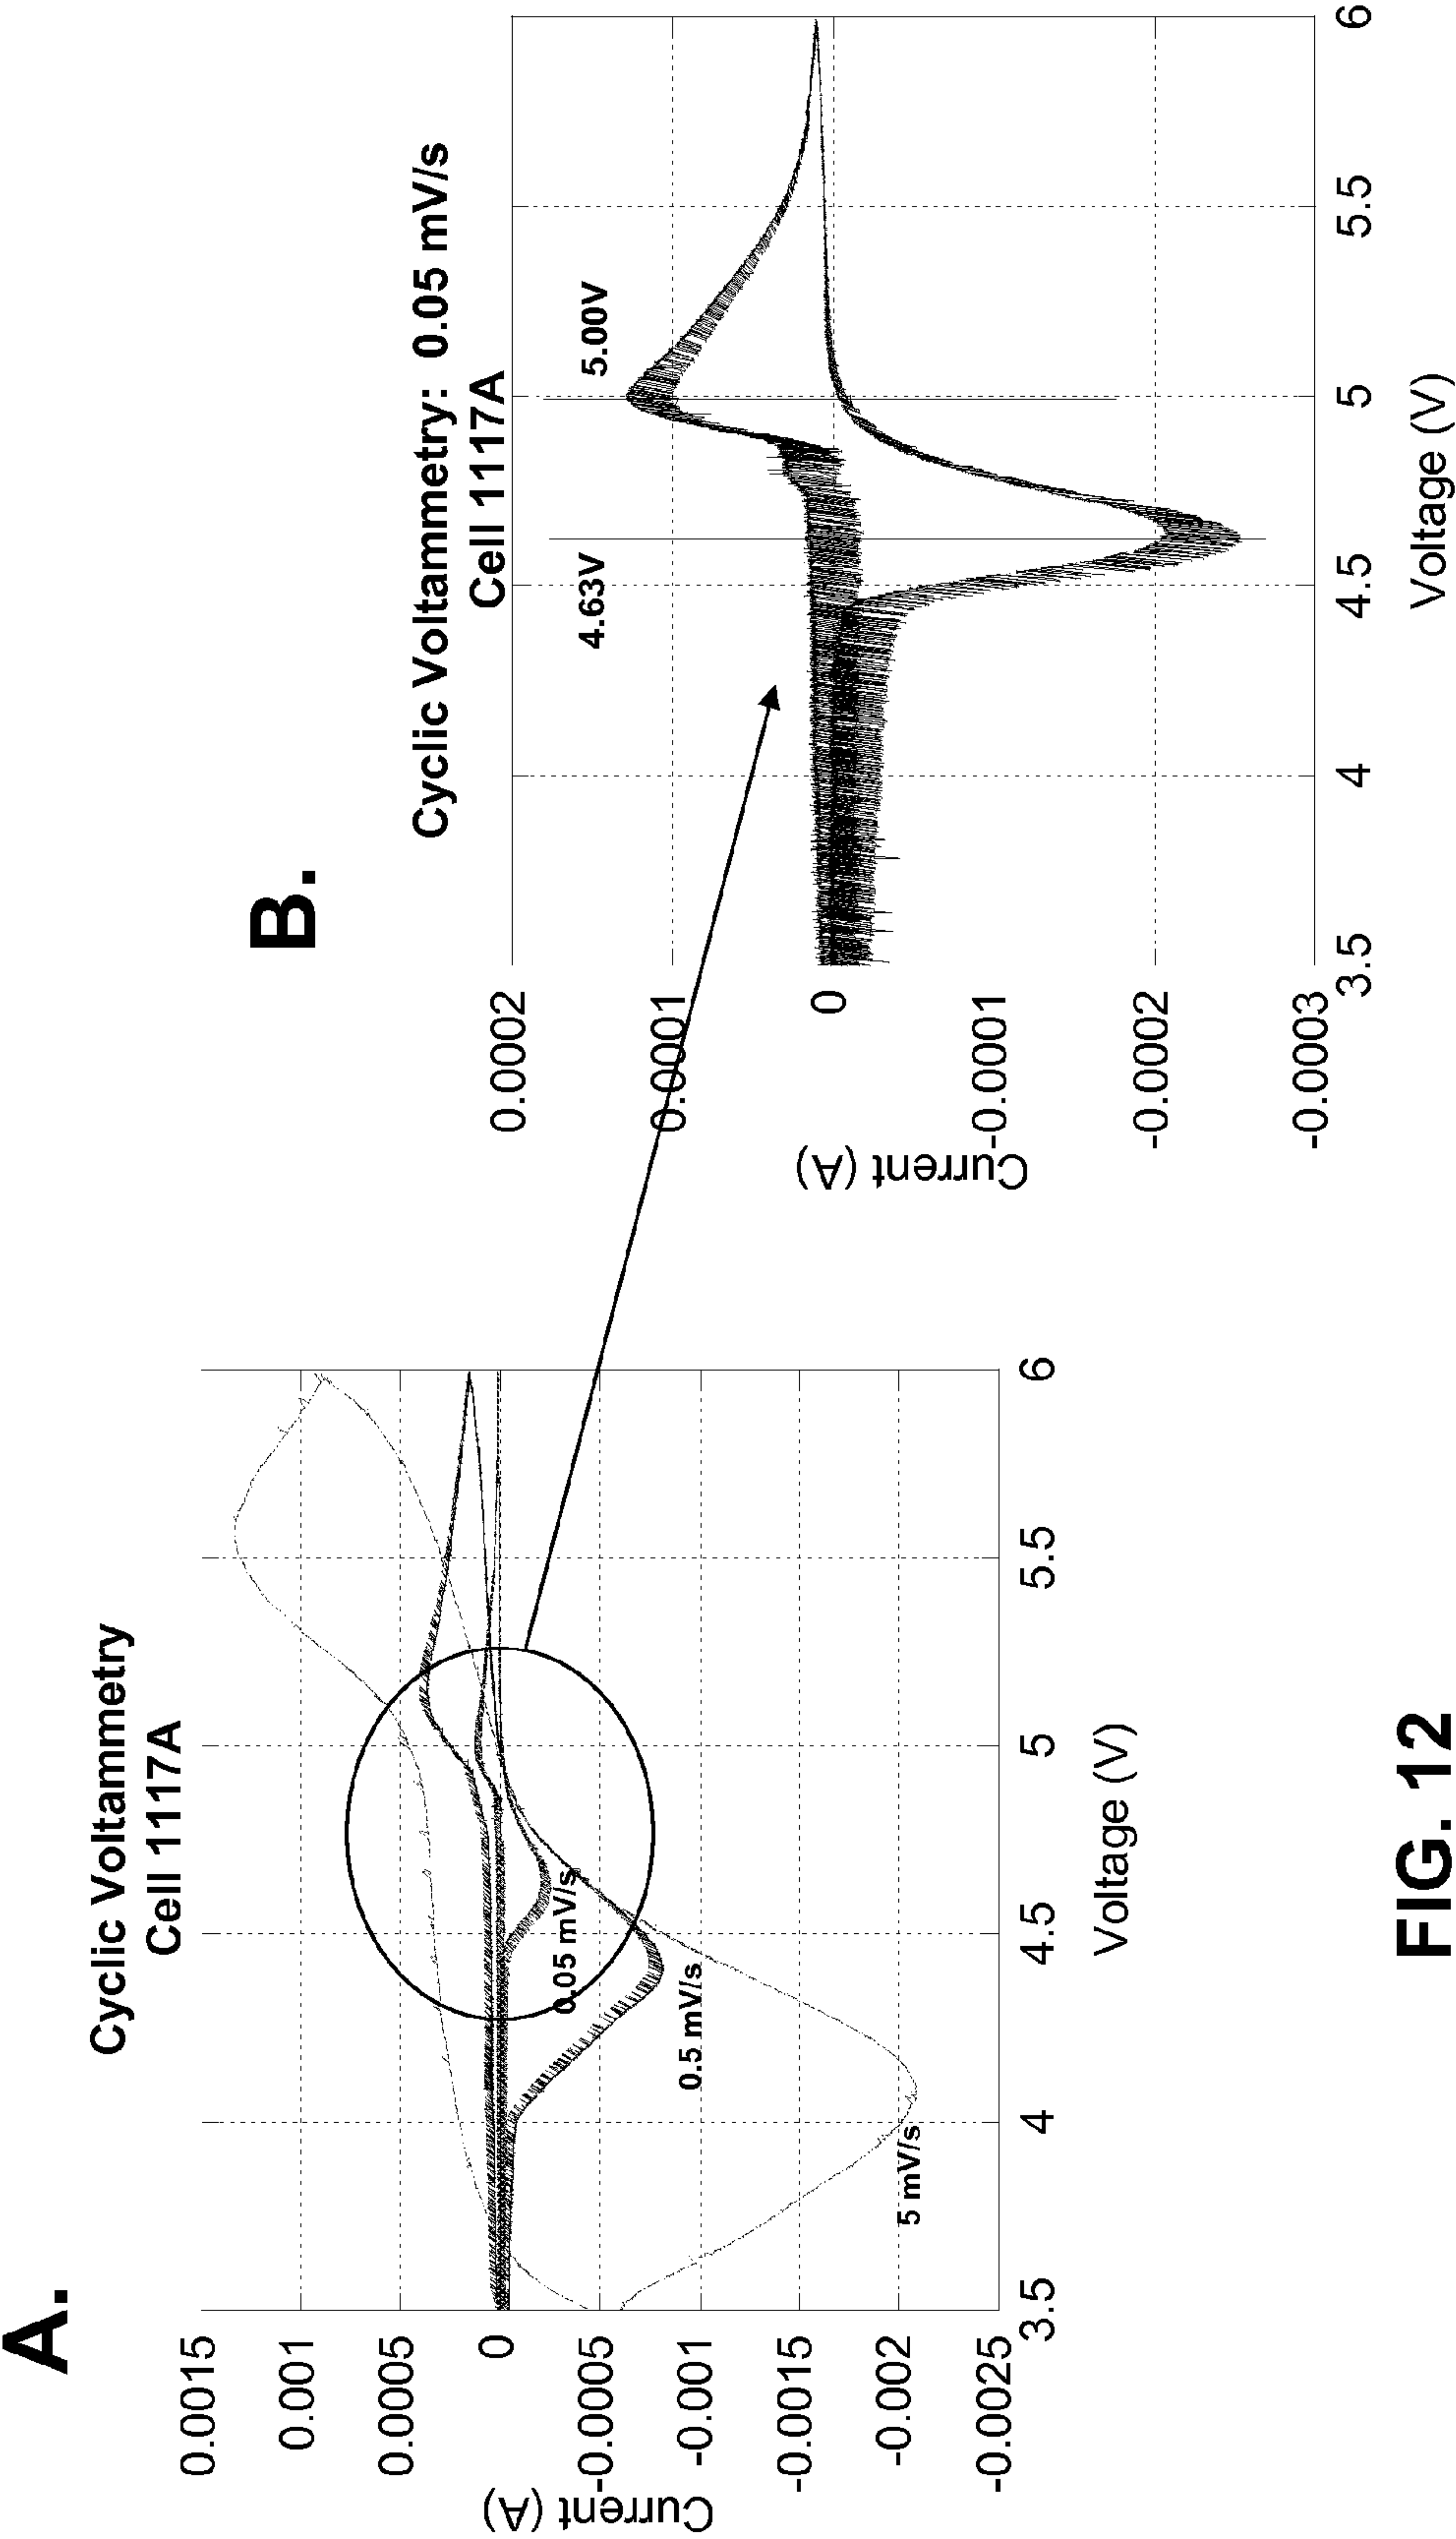 A.
Cyclic Voltammetry
Cell 1117A
0.0015
0.001
0.0005
0
-0.0005
-0.001
-0.0015
-0.002
-0.0025
Current (A)
0.05 mV/s
0.5 mV/s
5 mV/s
3.5
4
4.5
5
5.5
6
Voltage (V)
B.
Cyclic Voltammetry: 0.05 mV/s
Cell 1117A
0.0002
0.0001
0
-0.0001
-0.0002
-0.0003
Current (A)
4.63V
5.00V
3.5
4
4.5
5
5.5
6
Voltage (V)
FIG. 12